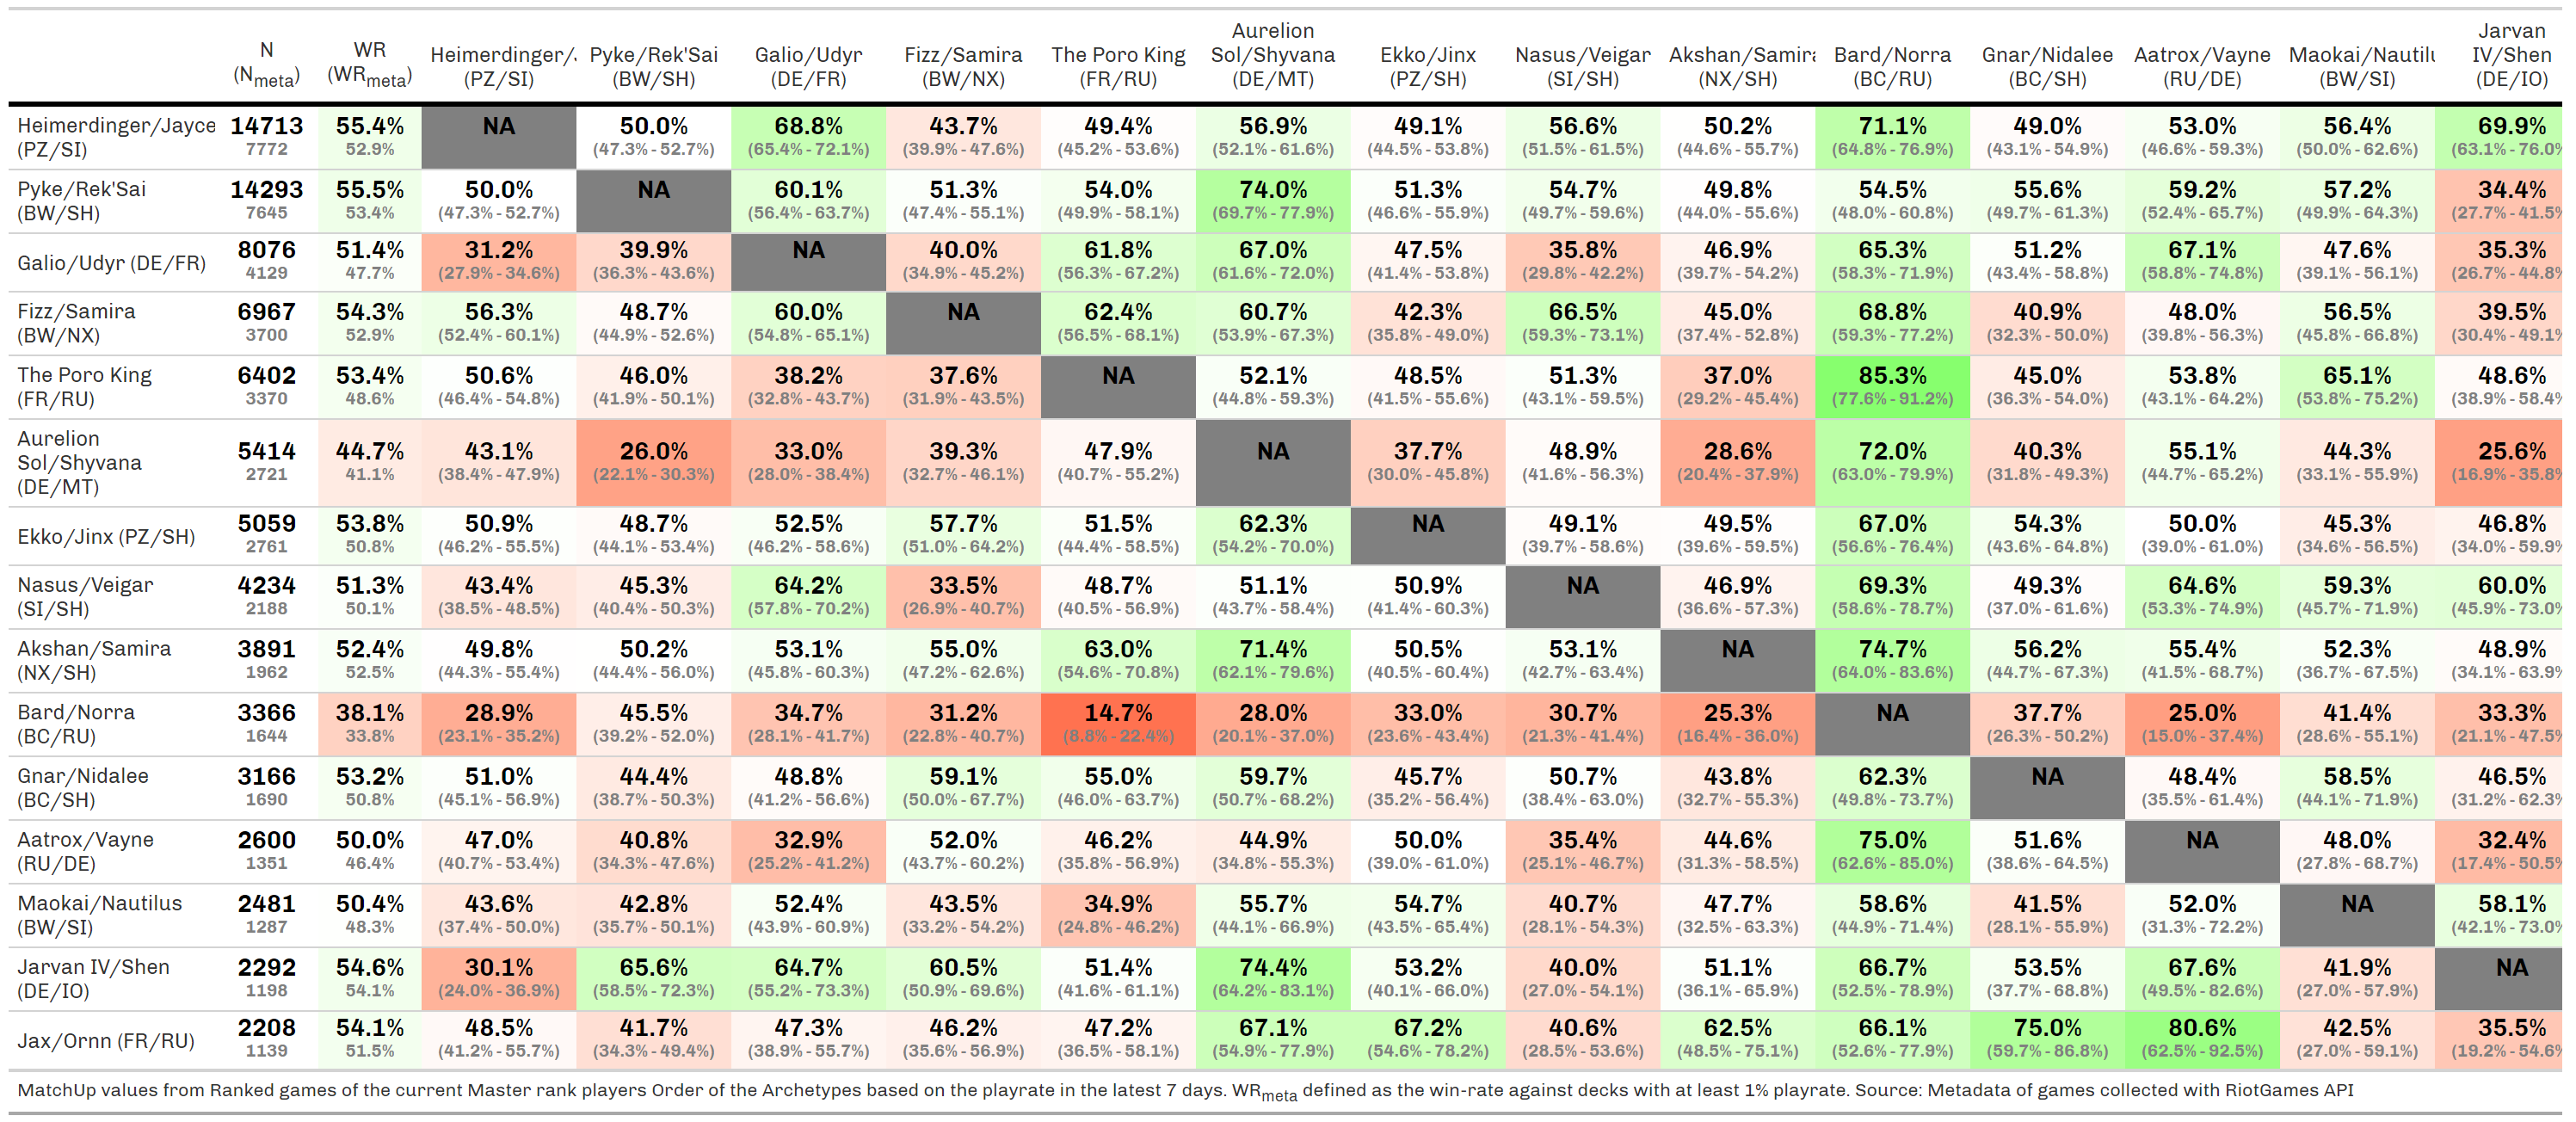 Aurelion Jarvan
N WR Heimerdinger/ Pyke/Rek'Sai Galio/Udyr Fizz/Samira The Poro King Sol/Shyvana Ekko/Jinx Nasus/Veigar Akshan/Samira Bard/Norra Gnar/Nidalee Aatrox/Vayne Maokai/Nautilu IV/Shen
(Nmeta) (WRmeta) (PZ/SI) (BW/SH) (DE/FR) (BW/NX) (FR/RU) (DE/MT) (PZ/SH) (SI/SH) (NX/SH) (BC/RU) (BC/SH) (RU/DE) (BW/SI) (DE/IO)
Heimerdinger/Jayce 14713 55.4% NA 50.0% 68.8% 43.7% 49.4% 56.9% 49.1% 56.6% 50.2% 71.1% 49.0% 53.0% 56.4% 69.9%
(PZ/SI) 7772 52.9% (47.3% - 52.7%) (65.4% - 72.1%) (39.9% - 47.6%) (45.2% - 53.6%) (52.1% - 61.6%) (44.5% - 53.8%) (51.5% - 61.5%) (44.6% - 55.7%) (64.8% - 76.9%) (43.1% - 54.9%) (46.6% - 59.3%) (50.0% - 62.6%) (63.1% - 76.0%
Pyke/Rek'Sai 14293 55.5% 50.0% NA 60.1% 51.3% 54.0% 74.0% 51.3% 54.7% 49.8% 54.5% 55.6% 59.2% 57.2% 34.4%
(BW/SH) 7645 53.4% (47.3% - 52.7%) (56.4% - 63.7%) (47.4% - 55.1%) (49.9% - 58.1%) (69.7% - 77.9%) (46.6% - 55.9%) (49.7% - 59.6%) (44.0% - 55.6%) (48.0% - 60.8%) (49.7% - 61.3%) (52.4% - 65.7%) (49.9% - 64.3%) (27.7% - 41.5%
Galio/Udyr (DE/FR) 8076 51.4% 31.2% 39.9% NA 40.0% 61.8% 67.0% 47.5% 35.8% 46.9% 65.3% 51.2% 67.1% 47.6% 35.3%
4129 47.7% (27.9% - 34.6%) (36.3% - 43.6%) (34.9% - 45.2%) (56.3% - 67.2%) (61.6% - 72.0%) (41.4% - 53.8%) (29.8% - 42.2%) (39.7% - 54.2%) (58.3% - 71.9%) (43.4% - 58.8%) (58.8% - 74.8%) (39.1% - 56.1%) (26.7% - 44.8%
Fizz/Samira 6967 54.3% 56.3% 48.7% 60.0% NA 62.4% 60.7% 42.3% 66.5% 45.0% 68.8% 40.9% 48.0% 56.5% 39.5%
(BW/NX) 3700 52.9% (52.4% - 60.1%) (44.9% - 52.6%) (54.8% - 65.1%) (56.5% - 68.1%) (53.9% - 67.3%) (35.8% - 49.0%) (59.3% - 73.1%) (37.4% - 52.8%) (59.3% - 77.2%) (32.3% - 50.0%) (39.8% - 56.3%) (45.8% - 66.8%) (30.4% - 49.1%
The Poro King 6402 53.4% 50.6% 46.0% 38.2% 37.6% NA 52.1% 48.5% 51.3% 37.0% 85.3% 45.0% 53.8% 65.1% 48.6%
(FR/RU) 3370 48.6% (46.4% - 54.8%) (41.9% - 50.1%) (32.8% - 43.7%) (31.9% - 43.5%) (44.8% - 59.3%) (41.5% - 55.6%) (43.1% - 59.5%) (29.2% - 45.4%) (77.6% - 91.2%) (36.3% - 54.0%) (43.1% - 64.2%) (53.8% - 75.2%) (38.9% - 58.4%
Aurelion
Sol/Shyvana 5414 44.7% 43.1% 26.0% 33.0% 39.3% 47.9% NA 37.7% 48.9% 28.6% 72.0% 40.3% 55.1% 44.3% 25.6%
(DE/MT) 2721 41.1% (38.4% - 47.9%) (22.1% - 30.3%) (28.0% - 38.4%) (32.7% - 46.1%) (40.7% - 55.2%) (30.0% - 45.8%) (41.6% - 56.3%) (20.4% - 37.9%) (63.0% - 79.9%) (31.8% - 49.3%) (44.7% - 65.2%) (33.1% - 55.9%) (16.9% - 35.8%
Ekko/Jinx (PZ/SH) 5059 53.8% 50.9% 48.7% 52.5% 57.7% 51.5% 62.3% NA 49.1% 49.5% 67.0% 54.3% 50.0% 45.3% 46.8%
2761 50.8% (46.2% - 55.5%) (44.1% - 53.4%) (46.2% - 58.6%) (51.0% - 64.2%) (44.4% - 58.5%) (54.2% - 70.0%) (39.7% - 58.6%) (39.6% - 59.5%) (56.6% - 76.4%) (43.6% - 64.8%) (39.0% - 61.0%) (34.6% - 56.5%) (34.0% - 59.9%
Nasus/Veigar 4234 51.3% 43.4% 45.3% 64.2% 33.5% 48.7% 51.1% 50.9% NA 46.9% 69.3% 49.3% 64.6% 59.3% 60.0%
(SI/SH) 2188 50.1% (38.5% - 48.5%) (40.4% - 50.3%) (57.8% - 70.2%) (26.9% - 40.7%) (40.5% - 56.9%) (43.7% - 58.4%) (41.4% - 60.3%) (36.6% - 57.3%) (58.6% - 78.7%) (37.0% - 61.6%) (53.3% - 74.9%) (45.7% - 71.9%) (45.9% - 73.0%
Akshan/Samira 3891 52.4% 49.8% 50.2% 53.1% 55.0% 63.0% 71.4% 50.5% 53.1% NA 74.7% 56.2% 55.4% 52.3% 48.9%
(NX/SH) 1962 52.5% (44.3% - 55.4%) (44.4% - 56.0%) (45.8% - 60.3%) (47.2% - 62.6%) (54.6% - 70.8%) (62.1% - 79.6%) (40.5% - 60.4%) (42.7% - 63.4%) (64.0% - 83.6%) (44.7% - 67.3%) (41.5% - 68.7%) (36.7% - 67.5%) (34.1% - 63.9%
Bard/Norra 3366 38.1% 28.9% 45.5% 34.7% 31.2% 14.7% 28.0% 33.0% 30.7% 25.3% NA 37.7% 25.0% 41.4% 33.3%
(BC/RU) 1644 33.8% (23.1% - 35.2%) (39.2% - 52.0%) (28.1% - 41.7%) (22.8% - 40.7%) (8.8% - 22.4%) (20.1% - 37.0%) (23.6% - 43.4%) (21.3% - 41.4%) (16.4% - 36.0%) (26.3% - 50.2%) (15.0% - 37.4%) (28.6% - 55.1%) (21.1% - 47.5%
Gnar/Nidalee 3166 53.2% 51.0% 44.4% 48.8% 59.1% 55.0% 59.7% 45.7% 50.7% 43.8% 62.3% NA 48.4% 58.5% 46.5%
(BC/SH) 1690 50.8% (45.1% - 56.9%) (38.7% - 50.3%) (41.2% - 56.6%) (50.0% - 67.7%) (46.0% - 63.7%) (50.7% - 68.2%) (35.2% - 56.4%) (38.4% - 63.0%) (32.7% - 55.3%) (49.8% - 73.7%) (35.5% - 61.4%) (44.1% - 71.9%) (31.2% - 62.3%
Aatrox/Vayne 2600 50.0% 47.0% 40.8% 32.9% 52.0% 46.2% 44.9% 50.0% 35.4% 44.6% 75.0% 51.6% NA 48.0% 32.4%
(RU/DE) 1351 46.4% (40.7% - 53.4%) (34.3% - 47.6%) (25.2% - 41.2%) (43.7% - 60.2%) (35.8% - 56.9%) (34.8% - 55.3%) (39.0% - 61.0%) (25.1% - 46.7%) (31.3% - 58.5%) (62.6% - 85.0%) (38.6% - 64.5%) (27.8% - 68.7%) (17.4% - 50.5%
Maokai/Nautilus 2481 50.4% 43.6% 42.8% 52.4% 43.5% 34.9% 55.7% 54.7% 40.7% 47.7% 58.6% 41.5% 52.0% NA 58.1%
(BW/SI) 1287 48.3% (37.4% - 50.0%) (35.7% - 50.1%) (43.9% - 60.9%) (33.2% - 54.2%) (24.8% - 46.2%) (44.1% - 66.9%) (43.5% - 65.4%) (28.1% - 54.3%) (32.5% - 63.3%) (44.9% - 71.4%) (28.1% - 55.9%) (31.3% - 72.2%) (42.1% - 73.0%
Jarvan IV/Shen 2292 54.6% 30.1% 65.6% 64.7% 60.5% 51.4% 74.4% 53.2% 40.0% 51.1% 66.7% 53.5% 67.6% 41.9% NA
(DE/IO) 1198 54.1% (24.0% - 36.9%) (58.5% - 72.3%) (55.2% - 73.3%) (50.9% - 69.6%) (41.6% - 61.1%) (64.2% - 83.1%) (40.1% - 66.0%) (27.0% - 54.1%) (36.1% - 65.9%) (52.5% - 78.9%) (37.7% - 68.8%) (49.5% - 82.6%) (27.0% - 57.9%)
Jax/Ornn (FR/RU) 2208 54.1% 48.5% 41.7% 47.3% 46.2% 47.2% 67.1% 67.2% 40.6% 62.5% 66.1% 75.0% 80.6% 42.5% 35.5%
1139 51.5% (41.2% - 55.7%) (34.3% - 49.4%) (38.9% - 55.7%) (35.6% - 56.9%) (36.5% - 58.1%) (54.9% - 77.9%) (54.6% - 78.2%) (28.5% - 53.6%) (48.5% - 75.1%) (52.6% - 77.9%) (59.7% - 86.8%) (62.5% - 92.5%) (27.0% - 59.1%) (19.2% - 54.6%
MatchUp values from Ranked games of the current Master rank players Order of the Archetypes based on the playrate in the latest 7 days. WRmeta defined as the win-rate against decks with at least 1% playrate. Source: Metadata of games collected with RiotGames API